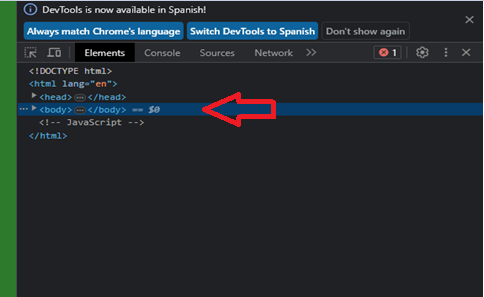 DevTools is now available in Spanish!
Always match Chrome's language Switch DevTools to Spanish Don't show again
Elements Console Sources Network 1
<!DOCTYPE html>
<html lang="en">
<head> … </head>
… <body> … </body> == $0
<!-- JavaScript -->
</html>